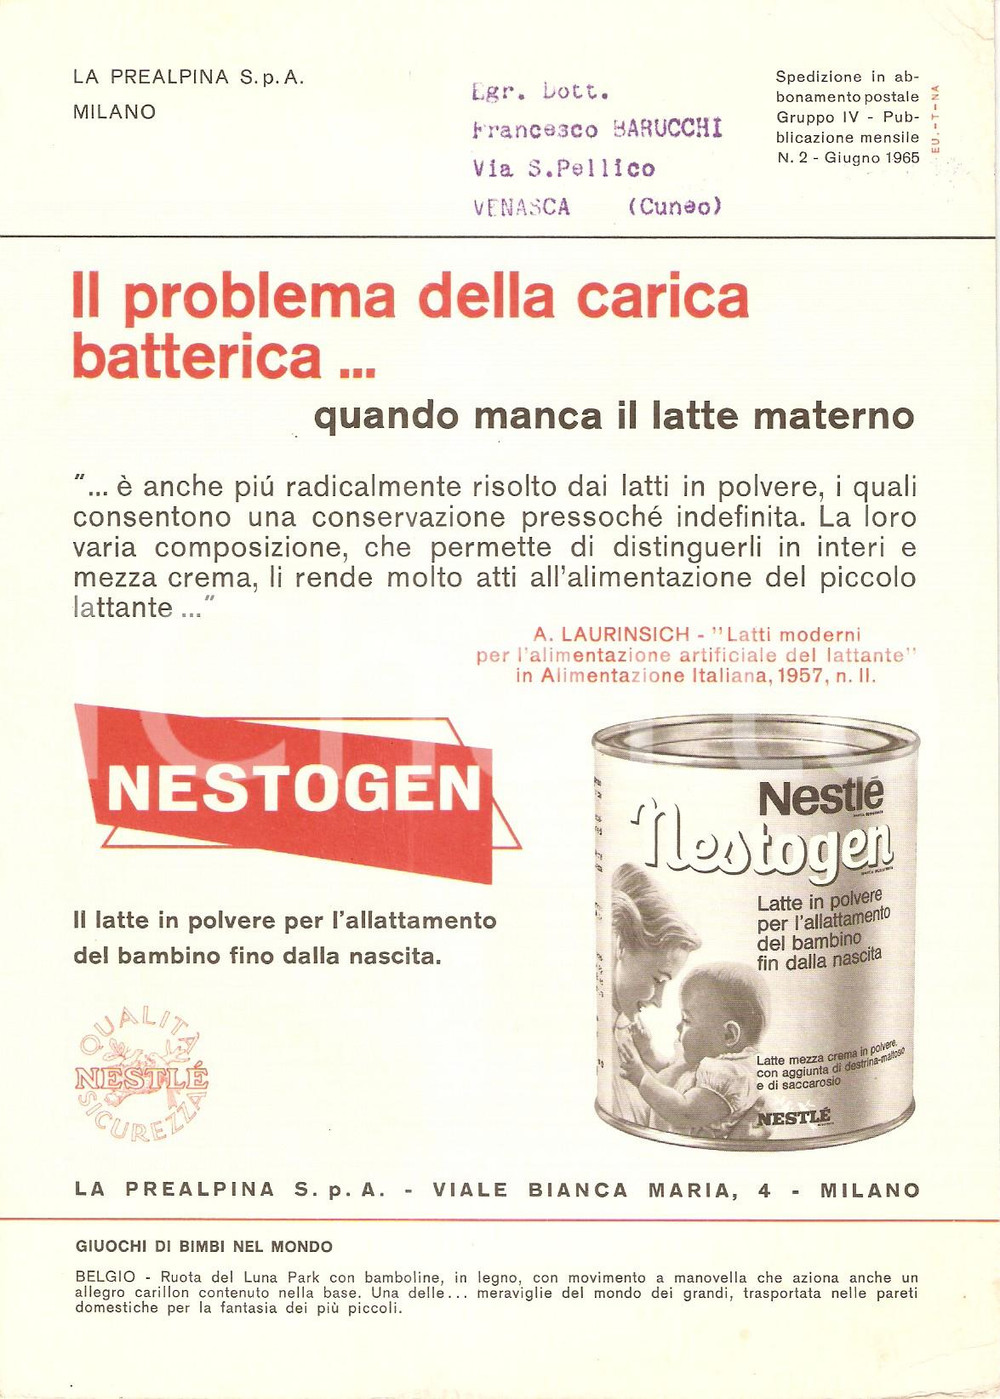 LA PREALPINA S.p.A.
MILANO
Egr. Dott.
Francesco BARUCCHI
Via S.Pellico
VENASCA (Cuneo)
Spedizione in ab-
bonamento postale
Gruppo IV - Pub-
blicazione mensile
N. 2 - Giugno 1965
EU.-T-NA
Il problema della carica
batterica ...
quando manca il latte materno
"... è anche piú radicalmente risolto dai latti in polvere, i quali
consentono una conservazione pressoché indefinita. La loro
varia composizione, che permette di distinguerli in interi e
mezza crema, li rende molto atti all'alimentazione del piccolo
lattante ..."
A. LAURINSICH - "Latti moderni
per l'alimentazione artificiale del lattante"
in Alimentazione Italiana, 1957, n. II.
NESTOGEN
Il latte in polvere per l'allattamento
del bambino fino dalla nascita.
QUALITÀ
NESTLÉ
SICUREZZA
Nestlé
Nestogen
Latte in polvere
per l'allattamento
del bambino
fin dalla nascita
Latte mezza crema in polvere,
con aggiunta di destrina-maltosio
e di saccarosio
NESTLÉ
LA PREALPINA S. p. A. - VIALE BIANCA MARIA, 4 - MILANO
GIUOCHI DI BIMBI NEL MONDO
BELGIO - Ruota del Luna Park con bamboline, in legno, con movimento a manovella che aziona anche un
allegro carillon contenuto nella base. Una delle... meraviglie del mondo dei grandi, trasportata nelle pareti
domestiche per la fantasia dei più piccoli.